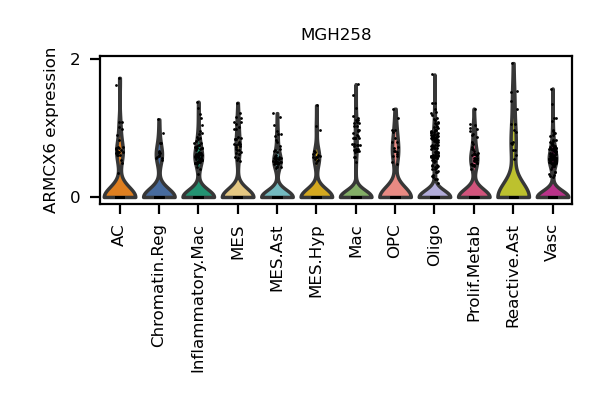 MGH258
ARMCX6 expression
2
0
AC
Chromatin.Reg
Inflammatory.Mac
MES
MES.Ast
MES.Hyp
Mac
OPC
Oligo
Prolif.Metab
Reactive.Ast
Vasc